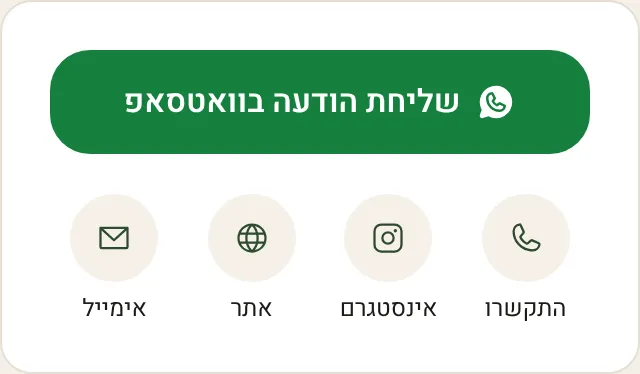 שליחת הודעה בוואטסאפ
התקשרו
אינסטגרם
אתר
אימייל